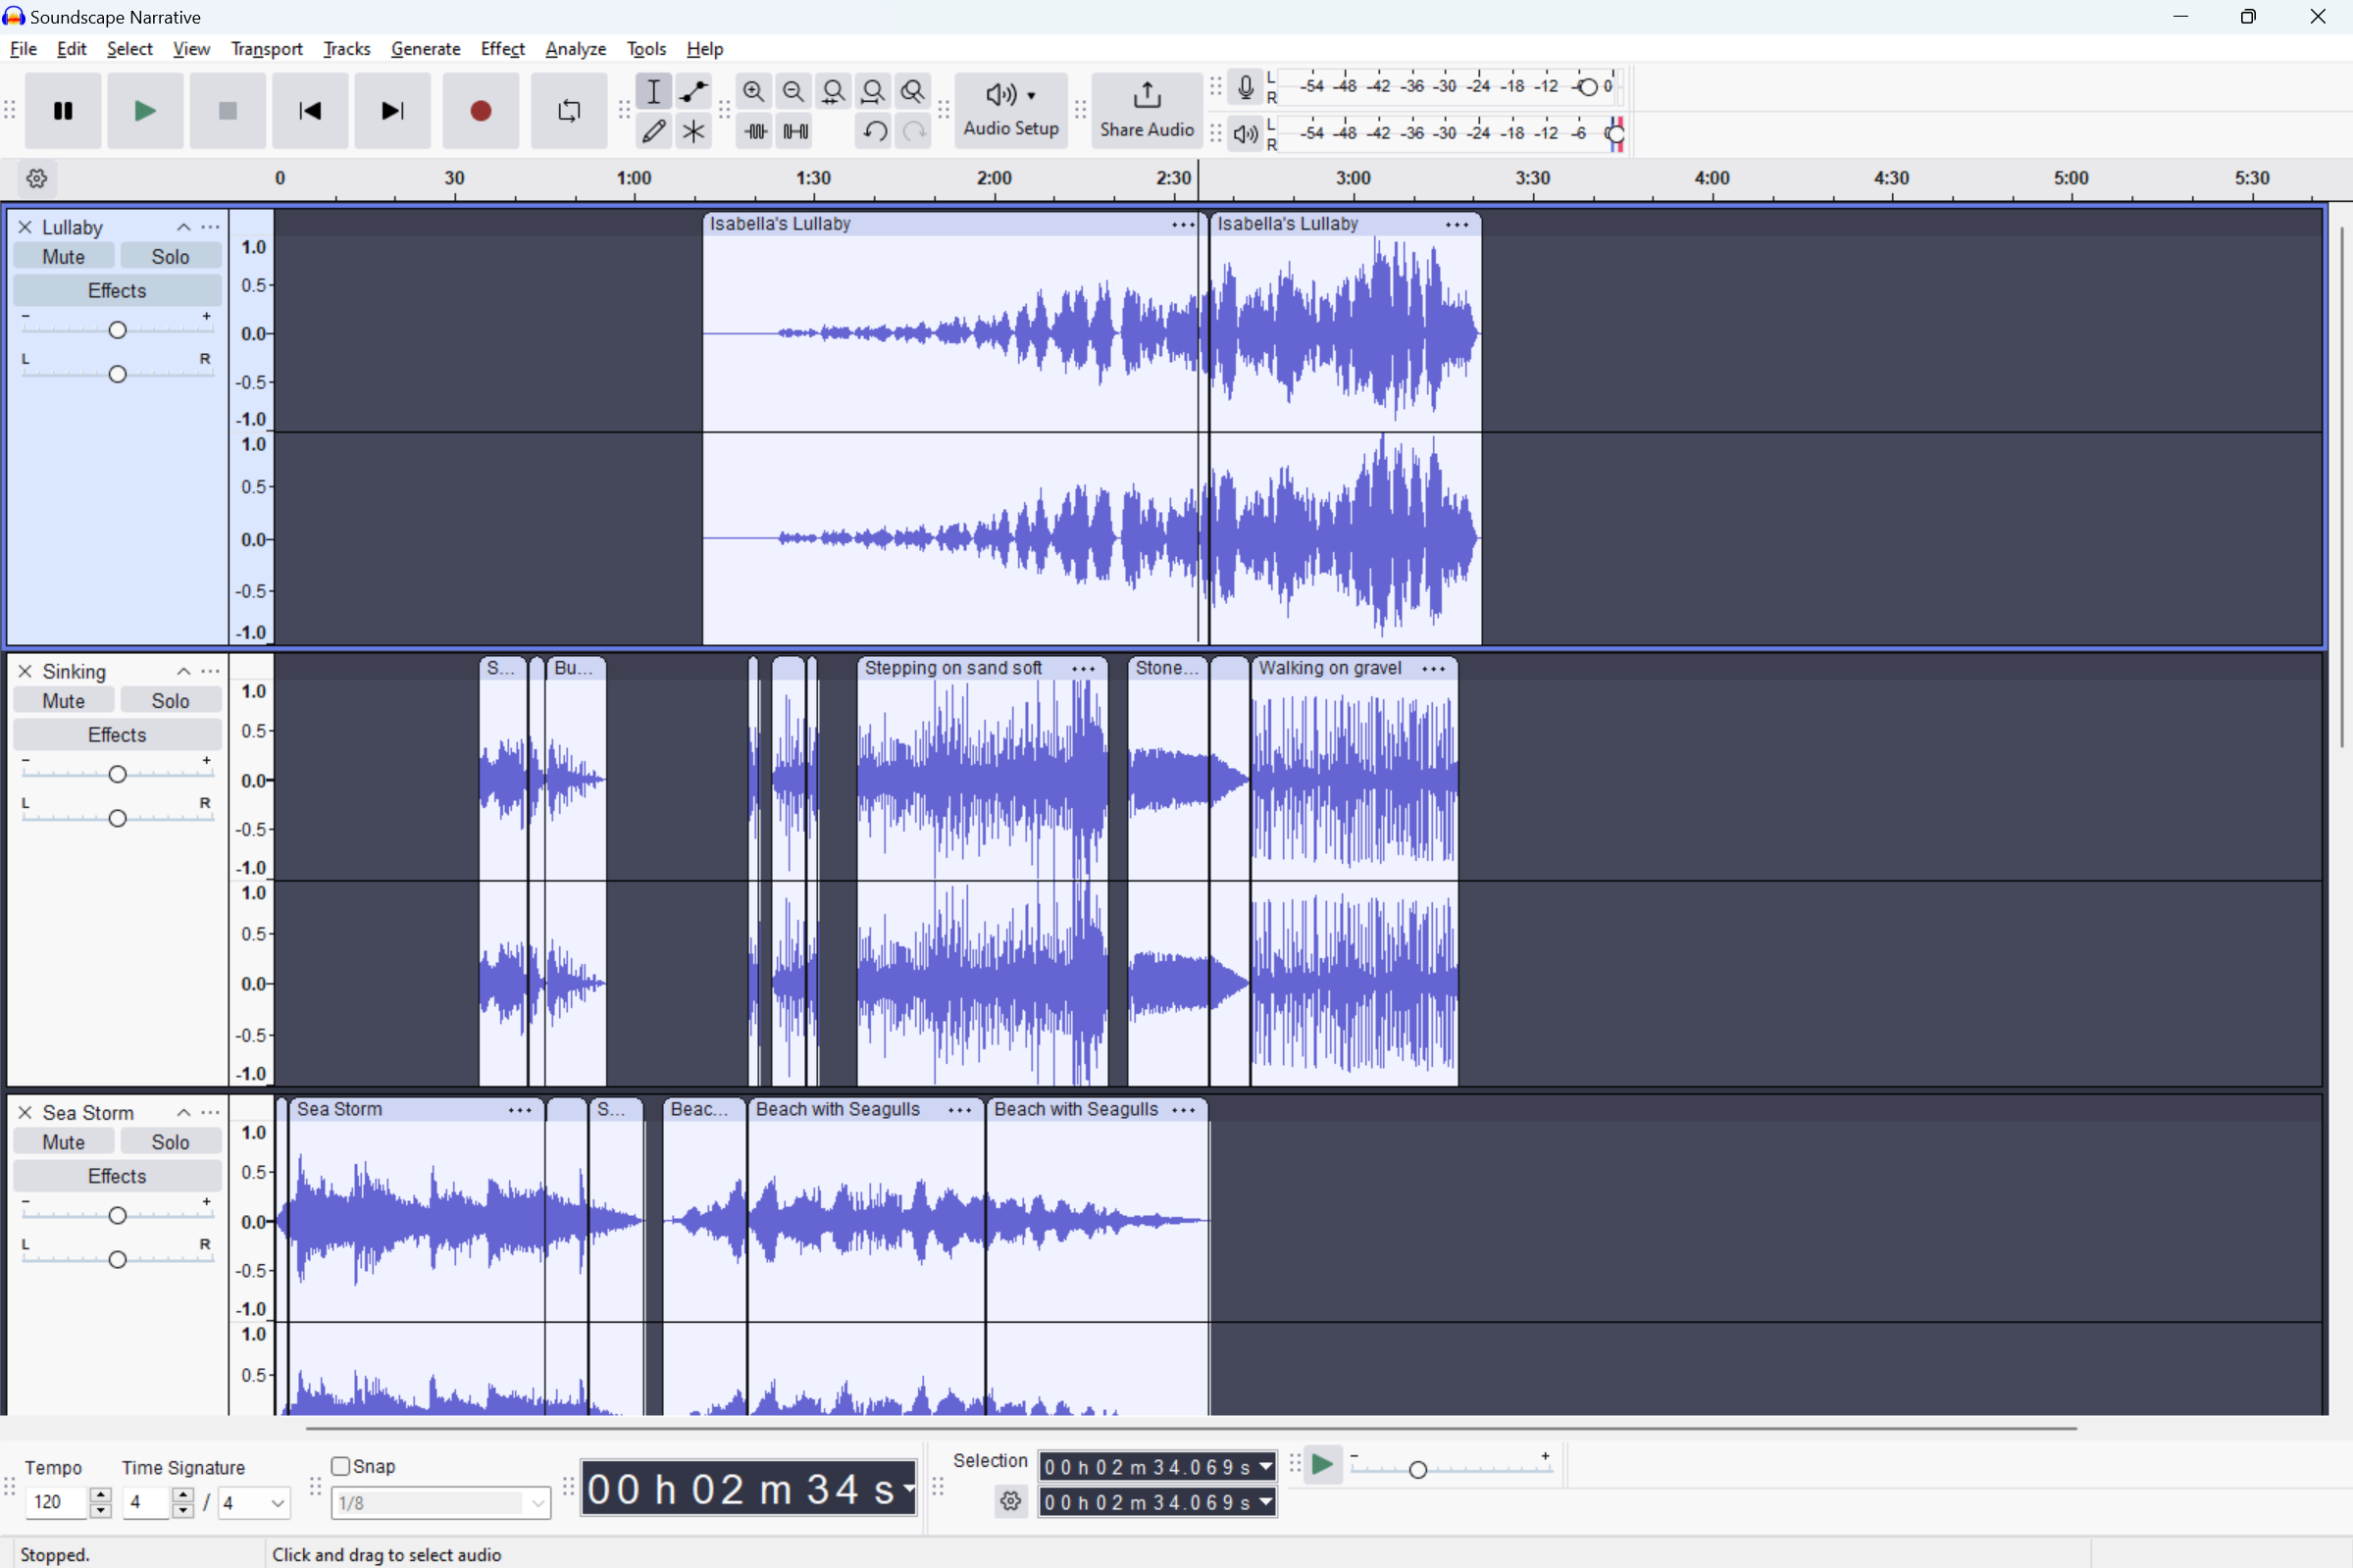 Soundscape Narrative
File Edit Select View Transport Tracks Generate Effect Analyze Tools Help
Audio Setup
Share Audio
L R -54 -48 -42 -36 -30 -24 -18 -12 -6 0
L R -54 -48 -42 -36 -30 -24 -18 -12 -6 0
0 30 1:00 1:30 2:00 2:30 3:00 3:30 4:00 4:30 5:00 5:30
Lullaby
Mute Solo
Effects
- +
L R
1.0
0.5
0.0
-0.5
-1.0
1.0
0.5
0.0
-0.5
-1.0
Isabella's Lullaby ... Isabella's Lullaby ...
Sinking
Mute Solo
Effects
- +
L R
1.0
0.5
0.0
-0.5
-1.0
1.0
0.5
0.0
-0.5
-1.0
S... Bu... Stepping on sand soft ... Stone... Walking on gravel ...
Sea Storm
Mute Solo
Effects
- +
L R
1.0
0.5
0.0
-0.5
-1.0
1.0
0.5
Sea Storm ... S... Beac... Beach with Seagulls ... Beach with Seagulls ...
Tempo
120
Time Signature
4 / 4
Snap
1/8
00 h 02 m 34 s
Selection
00 h 02 m 34.069 s
00 h 02 m 34.069 s
- +
Stopped.
Click and drag to select audio